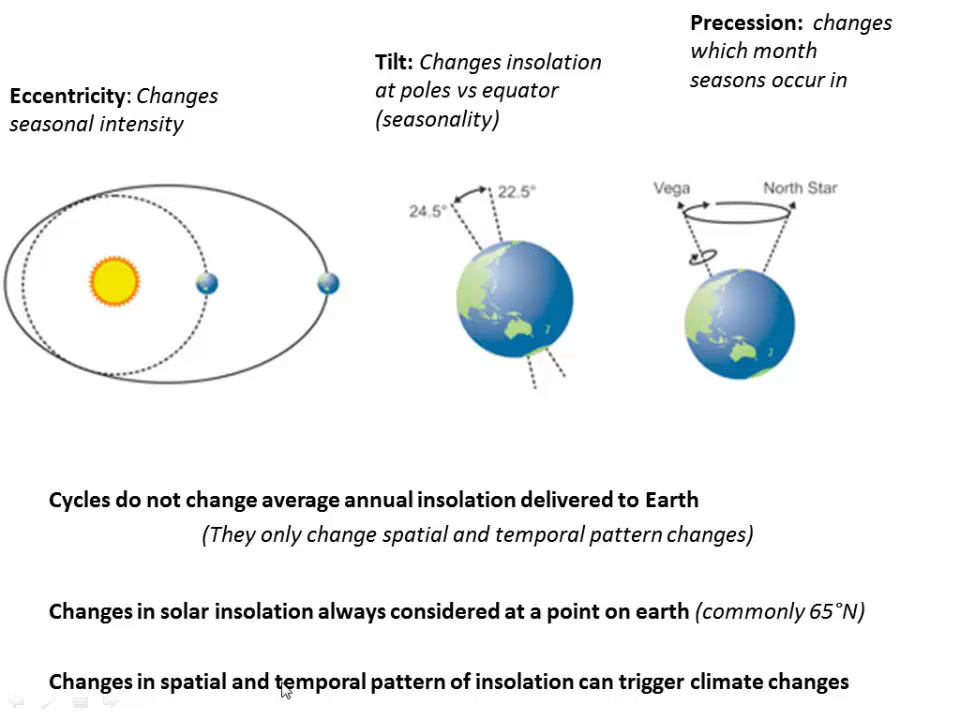 Eccentricity: Changes
seasonal intensity
Tilt: Changes insolation
at poles vs equator
(seasonality)
Precession:  changes
which month
seasons occur in
24.5°
22.5°
Vega
North Star
Cycles do not change average annual insolation delivered to Earth
(They only change spatial and temporal pattern changes)
Changes in solar insolation always considered at a point on earth (commonly 65°N)
Changes in spatial and temporal pattern of insolation can trigger climate changes